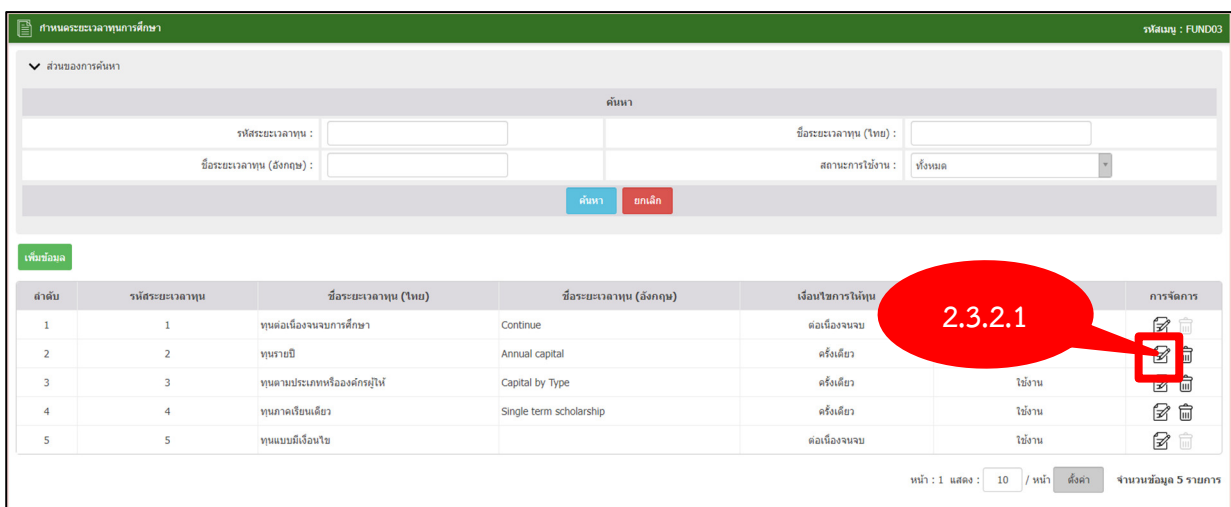 กำหนดระยะเวลาทุนการศึกษา รหัสเมนู : FUND03
ส่วนของการค้นหา
ค้นหา
รหัสระยะเวลาทุน : ชื่อระยะเวลาทุน (ไทย) :
ชื่อระยะเวลาทุน (อังกฤษ) : สถานะการใช้งาน : ทั้งหมด
ค้นหา ยกเลิก
เพิ่มข้อมูล
ลำดับ รหัสระยะเวลาทุน ชื่อระยะเวลาทุน (ไทย) ชื่อระยะเวลาทุน (อังกฤษ) เงื่อนไขการให้ทุน การจัดการ
2.3.2.1
1 1 ทุนต่อเนื่องจนจบการศึกษา Continue ต่อเนื่องจนจบ
2 2 ทุนรายปี Annual capital ครั้งเดียว
3 3 ทุนตามประเภทหรือองค์กรผู้ให้ Capital by Type ครั้งเดียว ใช้งาน
4 4 ทุนภาคเรียนเดียว Single term scholarship ครั้งเดียว ใช้งาน
5 5 ทุนแบบมีเงื่อนไข ต่อเนื่องจนจบ ใช้งาน
หน้า : 1 แสดง : 10 / หน้า ตั้งค่า จำนวนข้อมูล 5 รายการ